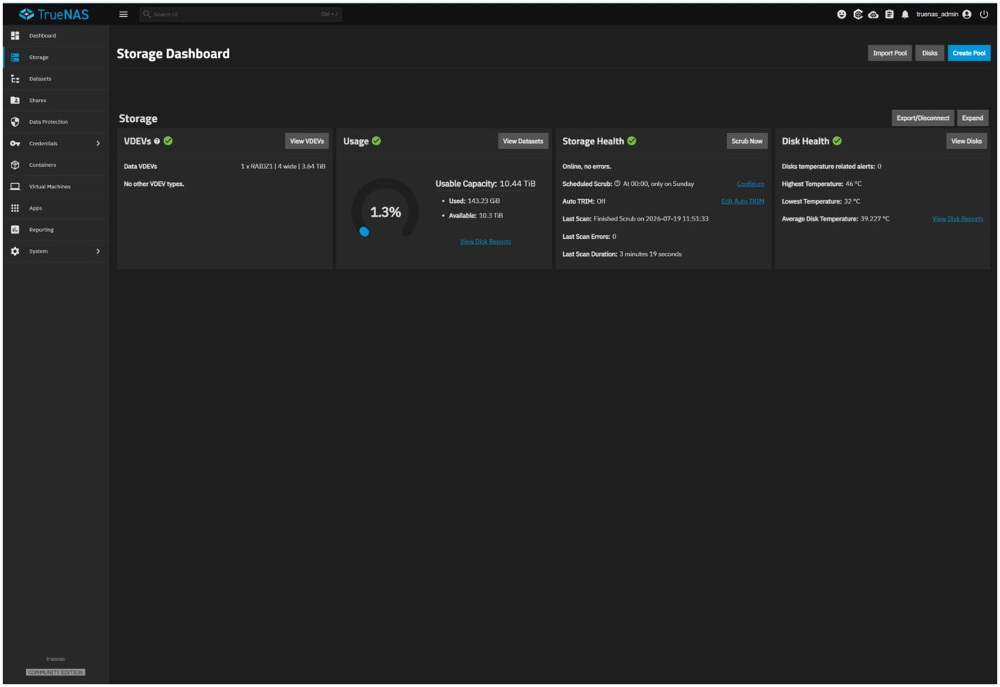 TrueNAS
Search UI
Ctrl + /
truenas_admin
Dashboard
Storage
Datasets
Shares
Data Protection
Credentials
Containers
Virtual Machines
Apps
Reporting
System
truenas
COMMUNITY EDITION
Storage Dashboard
Import Pool
Disks
Create Pool
Storage
Export/Disconnect
Expand
VDEVs
View VDEVs
Data VDEVs
1 x RAIDZ1 | 4 wide | 3.64 TiB
No other VDEV types.
Usage
View Datasets
1.3%
Usable Capacity: 10.44 TiB
• Used: 143.23 GiB
• Available: 10.3 TiB
View Disk Reports
Storage Health
Scrub Now
Online, no errors.
Scheduled Scrub: At 00:00, only on Sunday
Configure
Auto TRIM: Off
Edit Auto TRIM
Last Scan: Finished Scrub on 2026-07-19 11:51:33
Last Scan Errors: 0
Last Scan Duration: 3 minutes 19 seconds
Disk Health
View Disks
Disks temperature related alerts: 0
Highest Temperature: 46 °C
Lowest Temperature: 32 °C
Average Disk Temperature: 39.227 °C
View Disk Reports